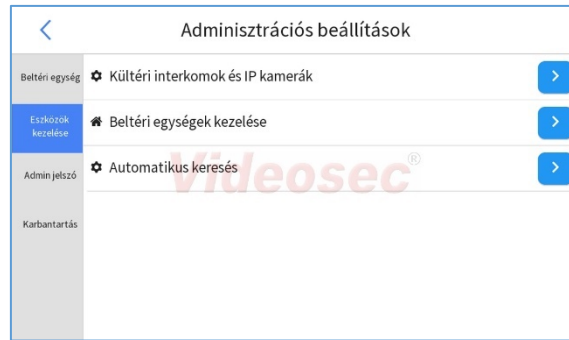 Adminisztrációs beállítások
Beltéri egység
Eszközök
kezelése
Admin jelszó
Karbantartás
Kültéri interkomok és IP kamerák
Beltéri egységek kezelése
Automatikus keresés
Videosec®